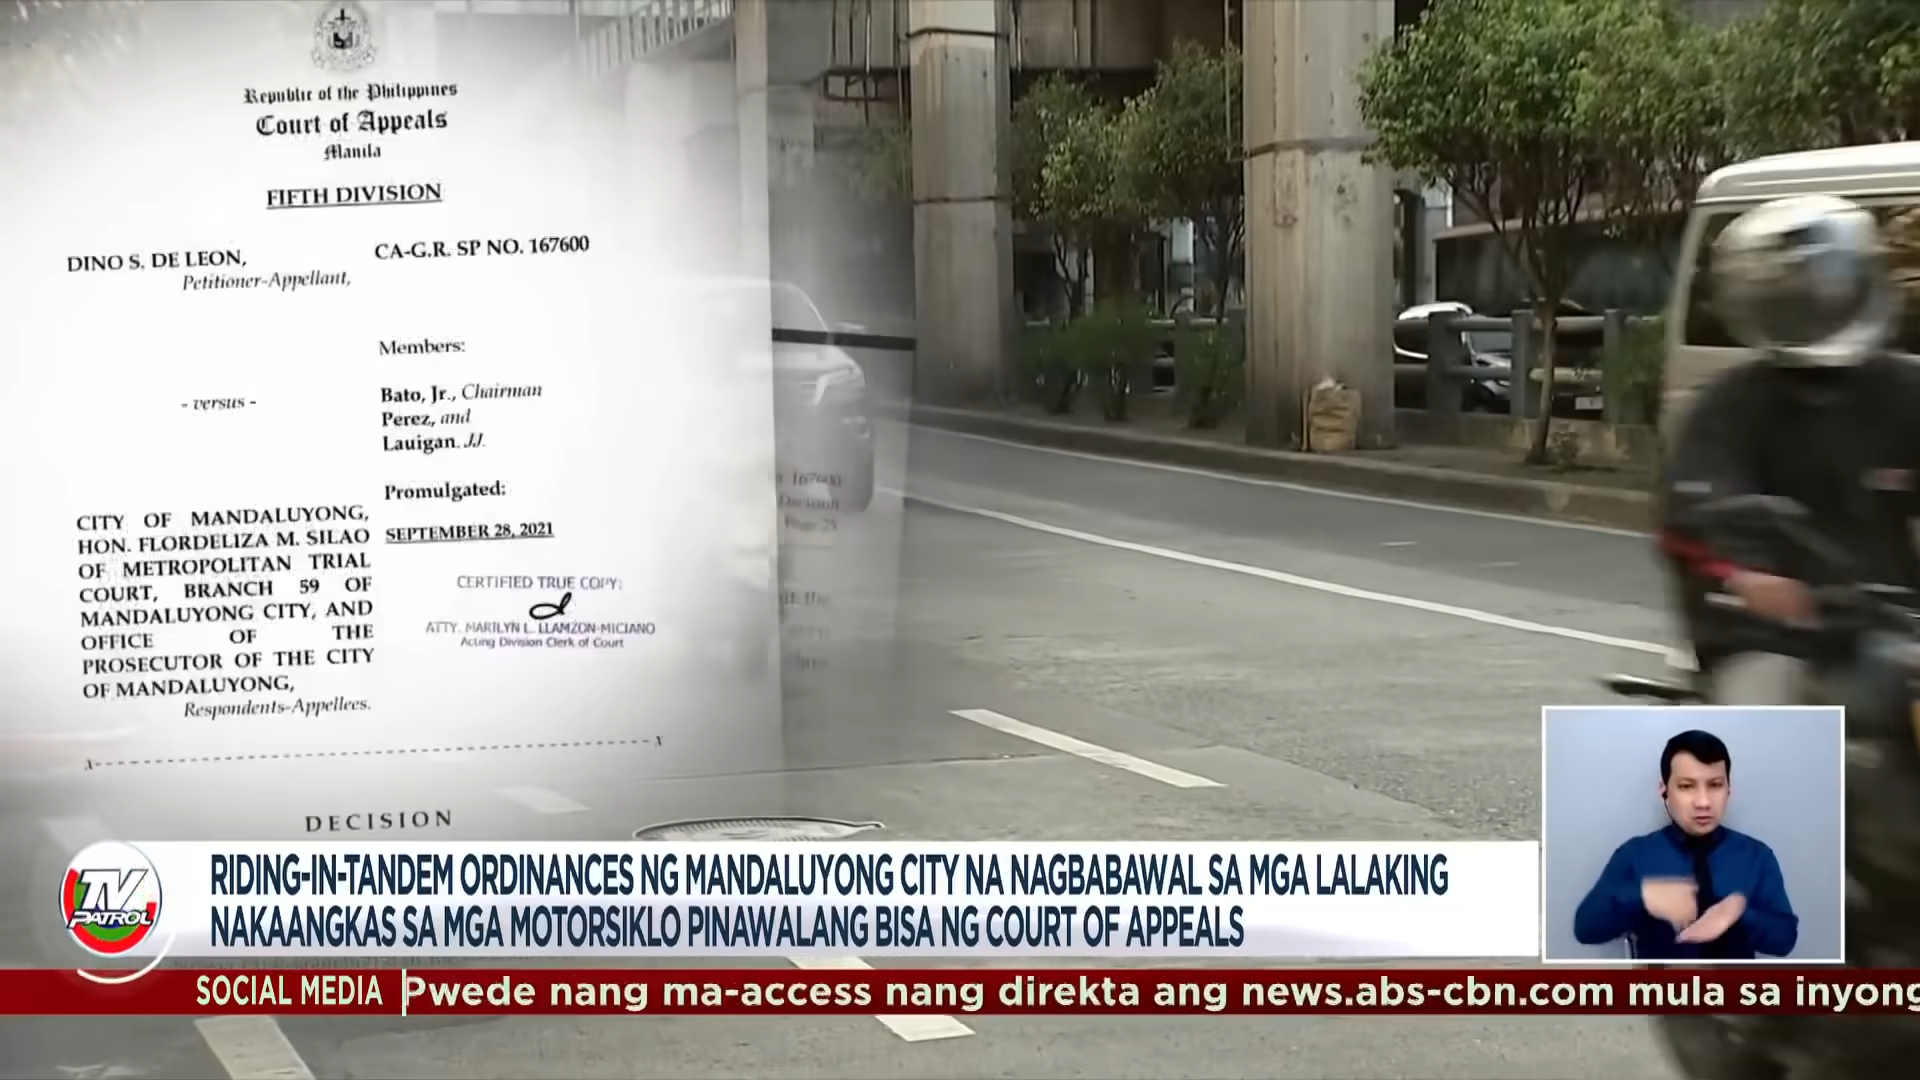 Republic of the Philippines
Court of Appeals
Manila
FIFTH DIVISION
DINO S. DE LEON,
Petitioner-Appellant,
CA-G.R. SP NO. 167600
Members:
- versus -
Bato, Jr., Chairman
Perez, and
Lauigan, JJ.
Promulgated:
SEPTEMBER 28, 2021
CITY OF MANDALUYONG,
HON. FLORDELIZA M. SILAO
OF METROPOLITAN TRIAL
COURT, BRANCH 59 OF
MANDALUYONG CITY, AND
OFFICE OF THE
PROSECUTOR OF THE CITY
OF MANDALUYONG,
Respondents-Appellees.
CERTIFIED TRUE COPY:
ATTY. MARILYN L. LLAMZON-MICIANO
Acting Division Clerk of Court
x-----------------------------------------------------x
DECISION
167600
Decision
Page 25
TV
PATROL
RIDING-IN-TANDEM ORDINANCES NG MANDALUYONG CITY NA NAGBABAWAL SA MGA LALAKING
NAKAANGKAS SA MGA MOTORSIKLO PINAWALANG BISA NG COURT OF APPEALS
SOCIAL MEDIA
Pwede nang ma-access nang direkta ang news.abs-cbn.com mula sa inyong